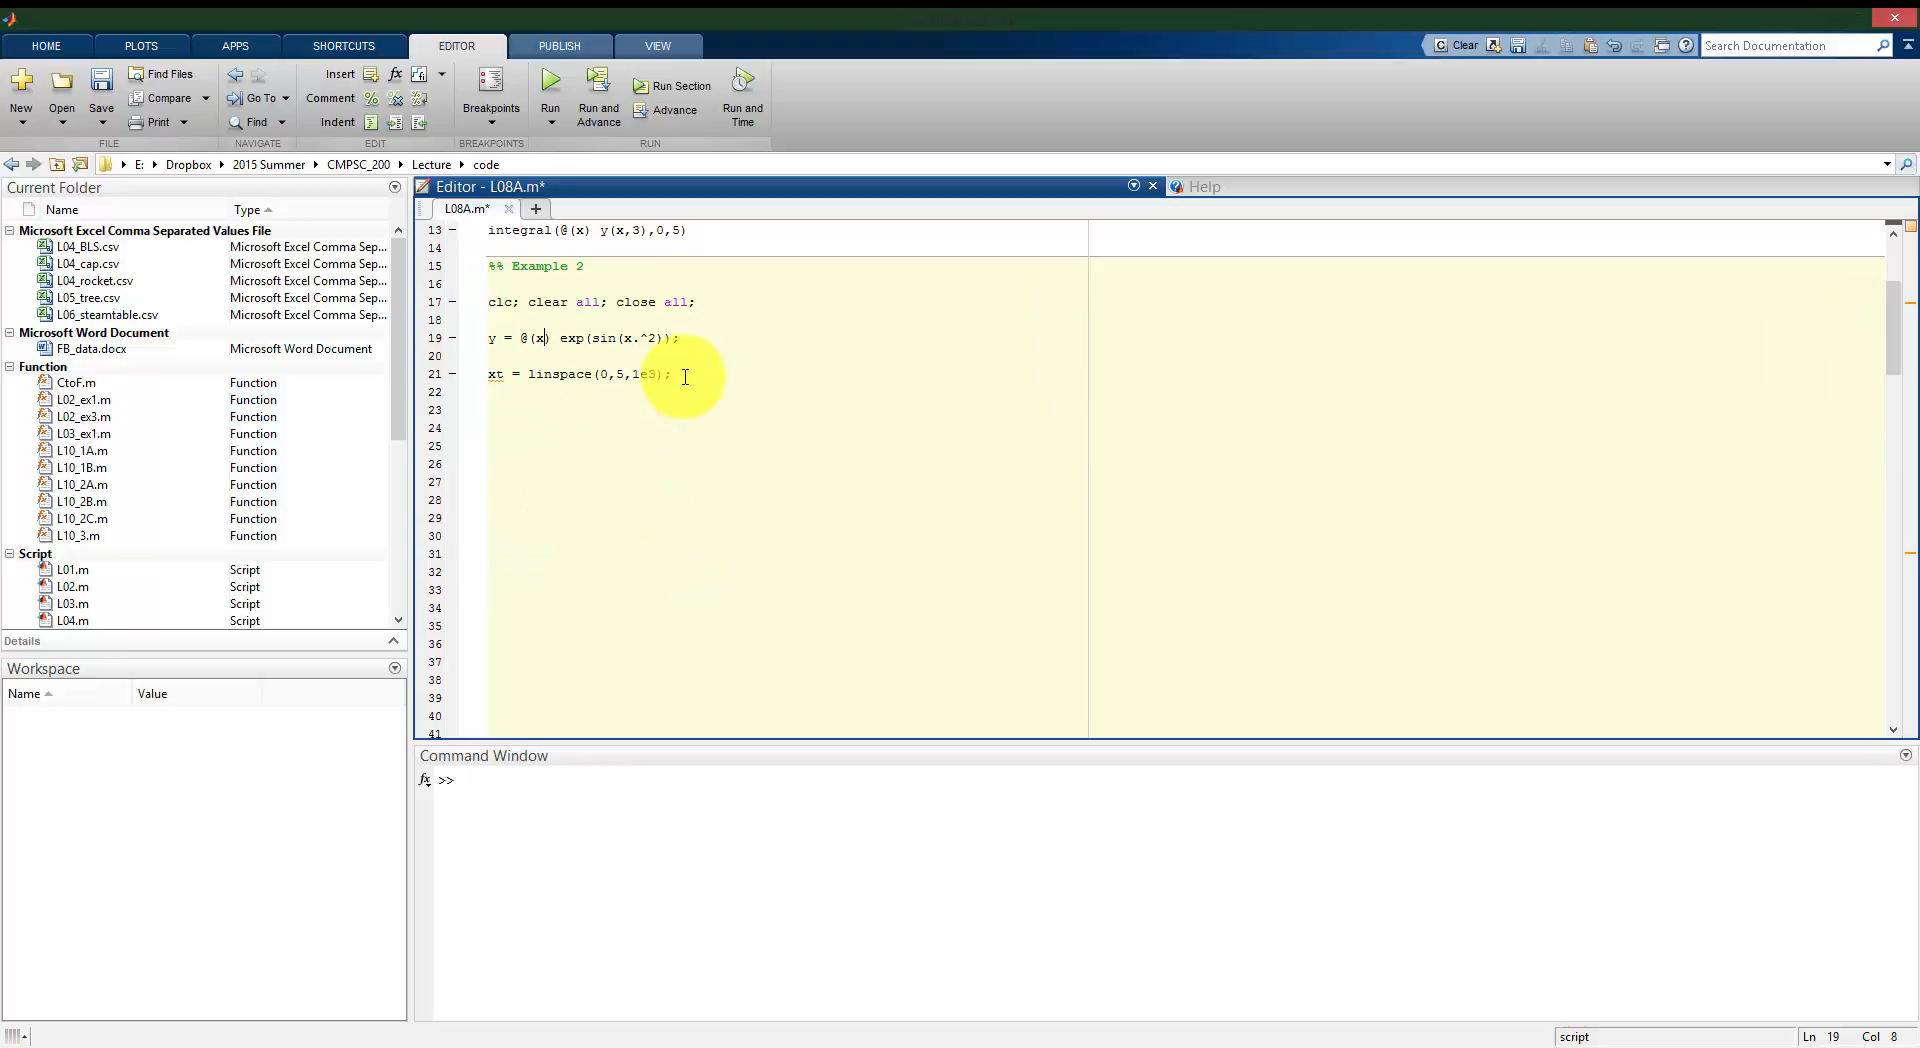 HOME PLOTS APPS SHORTCUTS EDITOR PUBLISH VIEW Clear Search Documentation
New Open Save Find Files Compare Print Go To Find Insert fx Comment Indent Breakpoints Run Run and Advance Run Section Advance Run and Time
FILE NAVIGATE EDIT BREAKPOINTS RUN
E: Dropbox 2015 Summer CMPSC_200 Lecture code
Current Folder
Name Type
Microsoft Excel Comma Separated Values File
L04_BLS.csv Microsoft Excel Comma Sep...
L04_cap.csv Microsoft Excel Comma Sep...
L04_rocket.csv Microsoft Excel Comma Sep...
L05_tree.csv Microsoft Excel Comma Sep...
L06_steamtable.csv Microsoft Excel Comma Sep...
Microsoft Word Document
FB_data.docx Microsoft Word Document
Function
CtoF.m Function
L02_ex1.m Function
L02_ex3.m Function
L03_ex1.m Function
L10_1A.m Function
L10_1B.m Function
L10_2A.m Function
L10_2B.m Function
L10_2C.m Function
L10_3.m Function
Script
L01.m Script
L02.m Script
L03.m Script
L04.m Script
Details
Workspace
Name Value
Editor - L08A.m* Help
L08A.m*
13 – integral(@(x) y(x,3),0,5)
14
15 %% Example 2
16
17 – clc; clear all; close all;
18
19 – y = @(x) exp(sin(x.^2));
20
21 – xt = linspace(0,5,1e3);
22
23
24
25
26
27
28
29
30
31
32
33
34
35
36
37
38
39
40
41
Command Window
fx >>
script Ln 19 Col 8